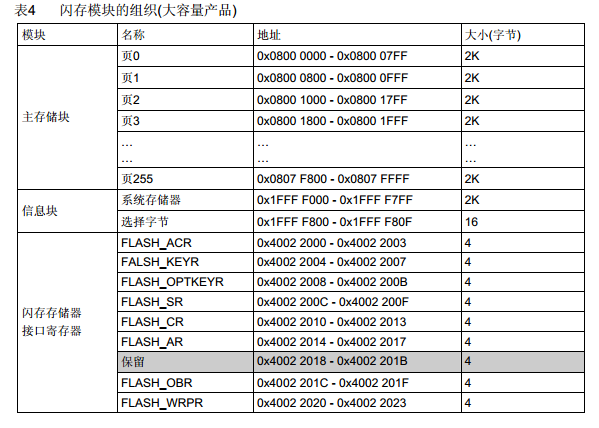 表4 闪存模块的组织(大容量产品)
模块 名称 地址 大小(字节)
主存储块 页0 0x0800 0000 - 0x0800 07FF 2K
页1 0x0800 0800 - 0x0800 0FFF 2K
页2 0x0800 1000 - 0x0800 17FF 2K
页3 0x0800 1800 - 0x0800 1FFF 2K
… … …
… … …
页255 0x0807 F800 - 0x0807 FFFF 2K
信息块 系统存储器 0x1FFF F000 - 0x1FFF F7FF 2K
选择字节 0x1FFF F800 - 0x1FFF F80F 16
闪存存储器
接口寄存器 FLASH_ACR 0x4002 2000 - 0x4002 2003 4
FALSH_KEYR 0x4002 2004 - 0x4002 2007 4
FLASH_OPTKEYR 0x4002 2008 - 0x4002 200B 4
FLASH_SR 0x4002 200C - 0x4002 200F 4
FLASH_CR 0x4002 2010 - 0x4002 2013 4
FLASH_AR 0x4002 2014 - 0x4002 2017 4
保留 0x4002 2018 - 0x4002 201B 4
FLASH_OBR 0x4002 201C - 0x4002 201F 4
FLASH_WRPR 0x4002 2020 - 0x4002 2023 4